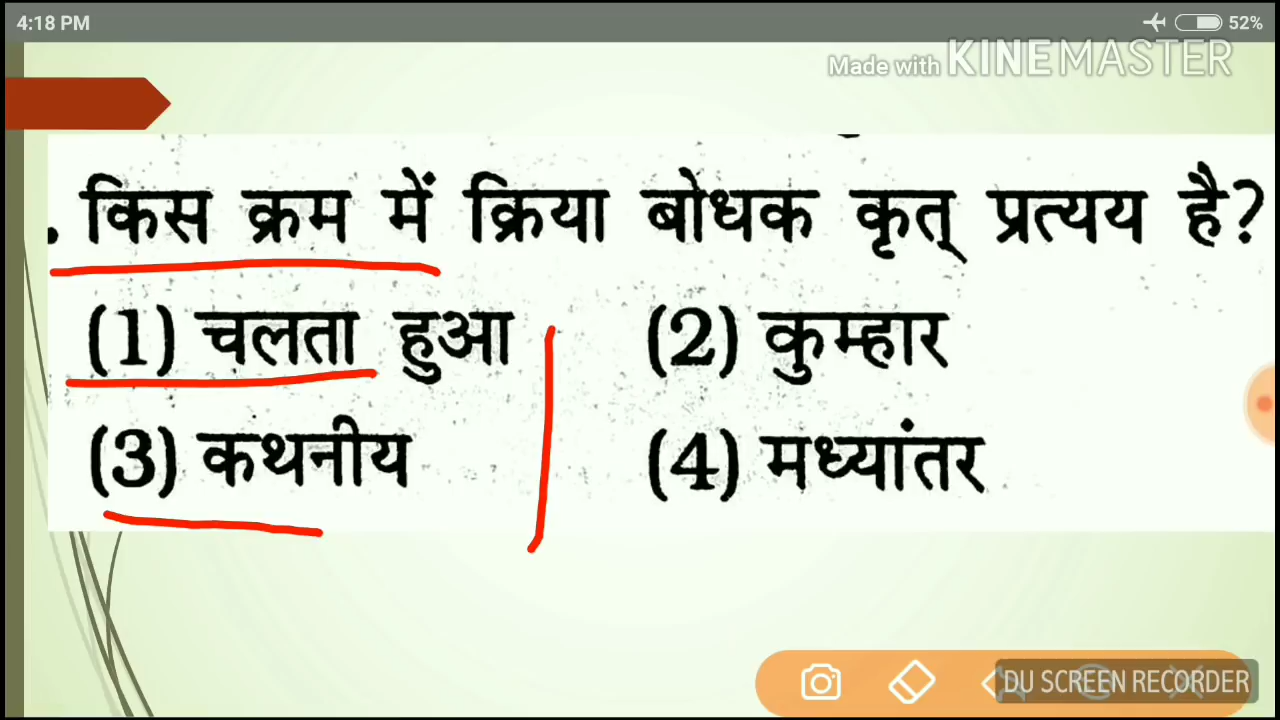 4:18 PM 52%
Made with KINEMASTER
. किस क्रम में क्रिया बोधक कृत् प्रत्यय है?
(1) चलता हुआ (2) कुम्हार
(3) कथनीय (4) मध्यांतर
DU SCREEN RECORDER